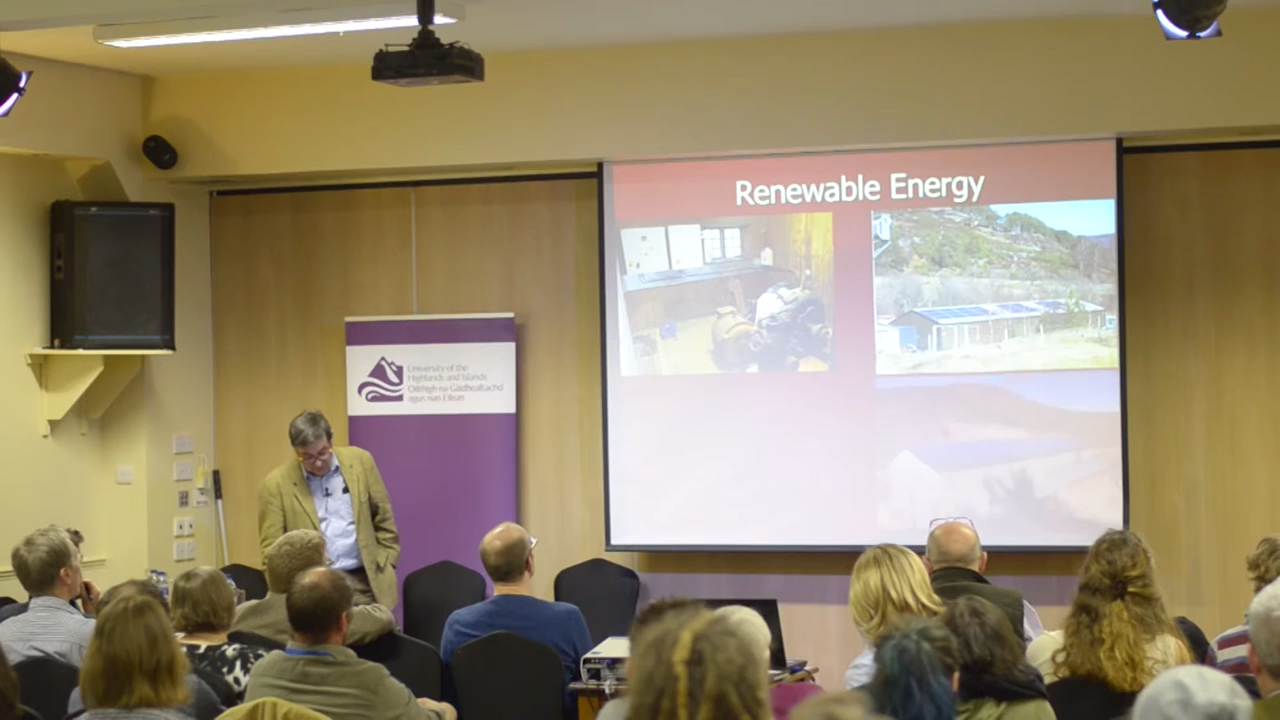 Renewable Energy
University of the
Highlands and Islands
Oilthigh na Gàidhealtachd
agus nan Eilean